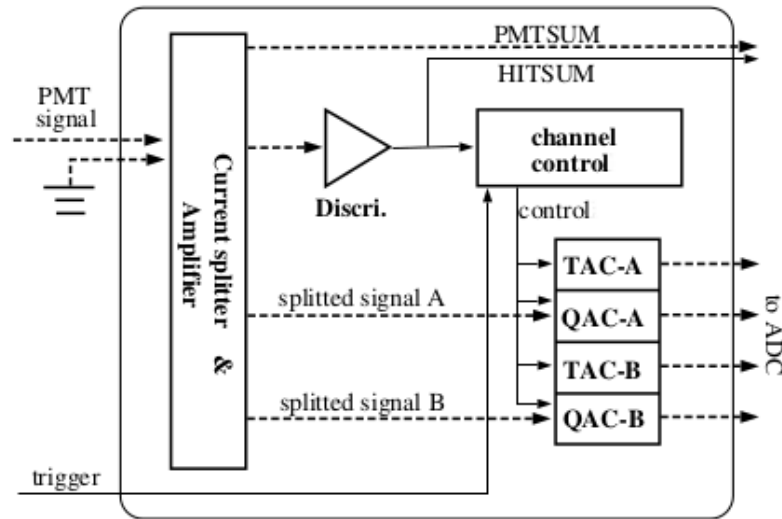 PMTSUM
HITSUM
PMT
signal
Current splitter &
Amplifier
Discri.
channel
control
control
TAC-A
splitted signal A
QAC-A
TAC-B
splitted signal B
QAC-B
to ADC
trigger